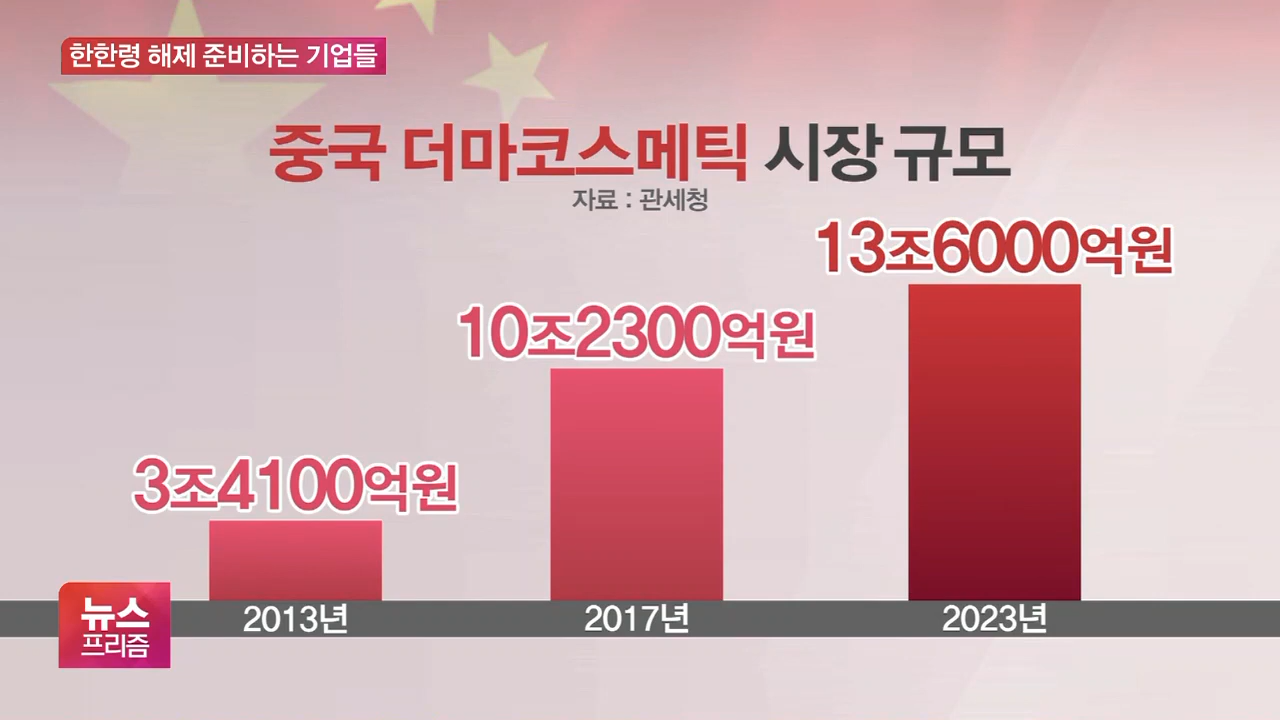 한한령 해제 준비하는 기업들
중국 더마코스메틱 시장 규모
자료 : 관세청
13조6000억원
10조2300억원
3조4100억원
2013년
2017년
2023년
뉴스
프리즘